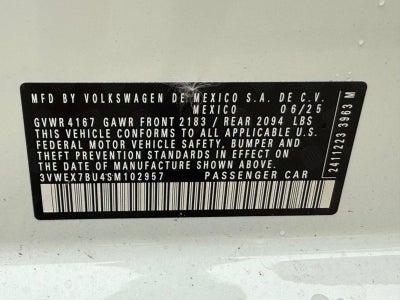 MFD BY VOLKSWAGEN DE MEXICO S.A. DE C.V.
MEXICO 06/25
GVWR 4167 GAWR FRONT 2183 / REAR 2094 LBS
THIS VEHICLE CONFORMS TO ALL APPLICABLE U.S.
FEDERAL MOTOR VEHICLE SAFETY, BUMPER AND
THEFT PREVENTION STANDARDS IN EFFECT ON
THE DATE OF MANUFACTURE SHOWN ABOVE.
3VWEX7BU4SM102957 PASSENGER CAR
24111223 3963 M